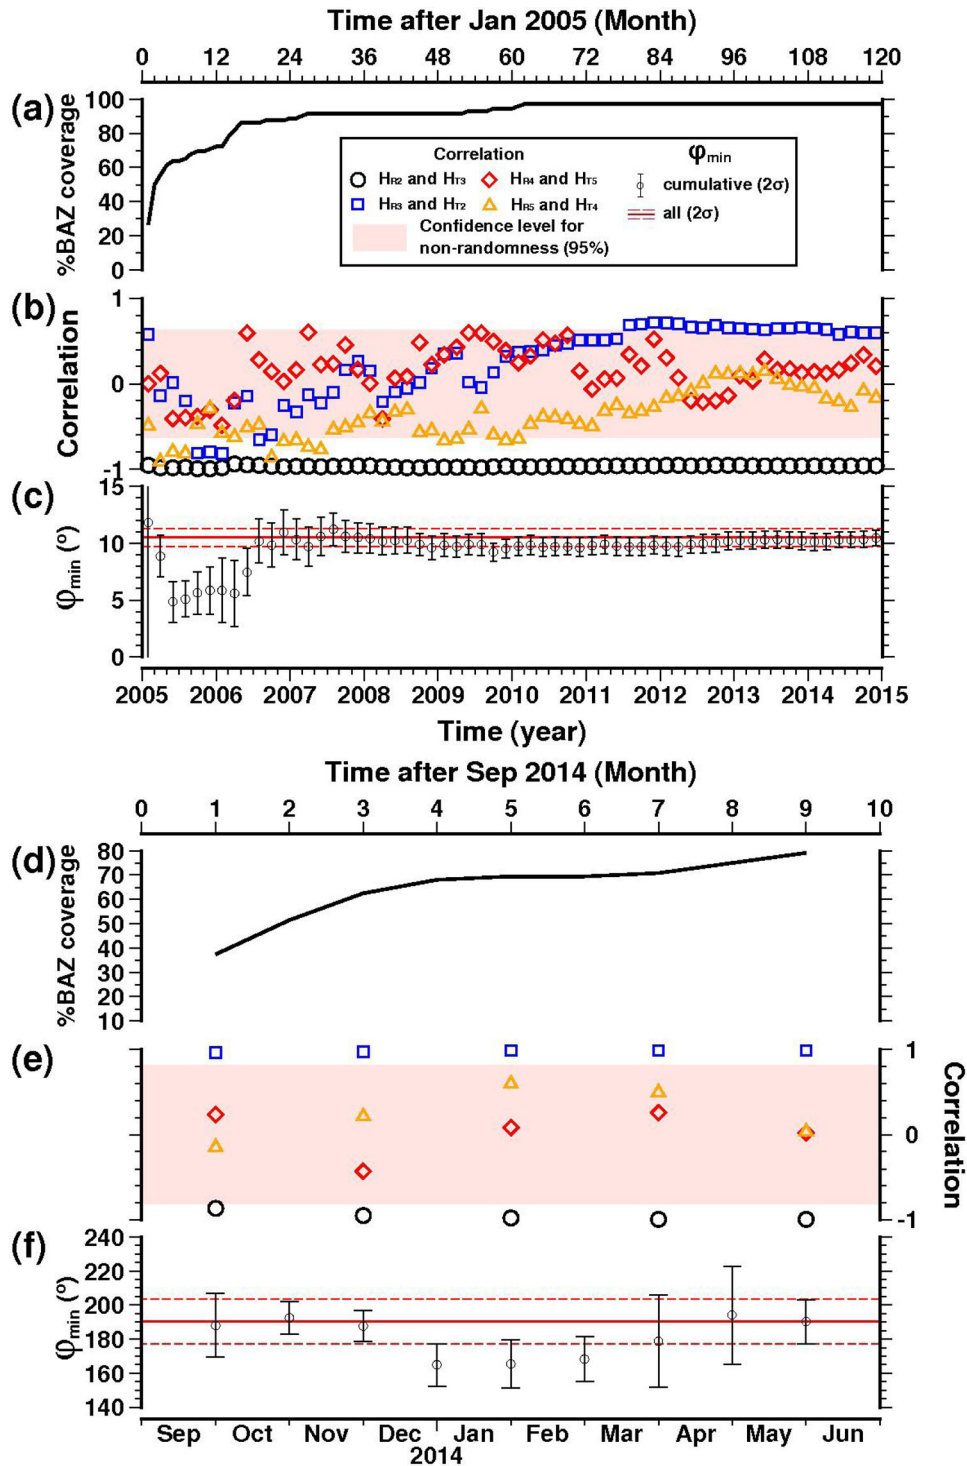 Time after Jan 2005 (Month)
0 12 24 36 48 60 72 84 96 108 120
(a)
%BAZ coverage
100
80
60
40
20
0
Correlation
HR2 and HT3
HR4 and HT5
HR3 and HT2
HR5 and HT4
Confidence level for
non-randomness (95%)
φmin
cumulative (2σ)
all (2σ)
(b)
Correlation
1
0
-1
(c)
φmin (°)
15
10
5
0
2005 2006 2007 2008 2009 2010 2011 2012 2013 2014 2015
Time (year)
Time after Sep 2014 (Month)
0 1 2 3 4 5 6 7 8 9 10
(d)
%BAZ coverage
80
70
60
50
40
30
20
10
(e)
1
0
-1
Correlation
(f)
φmin (°)
240
220
200
180
160
140
Sep Oct Nov Dec Jan Feb Mar Apr May Jun
2014